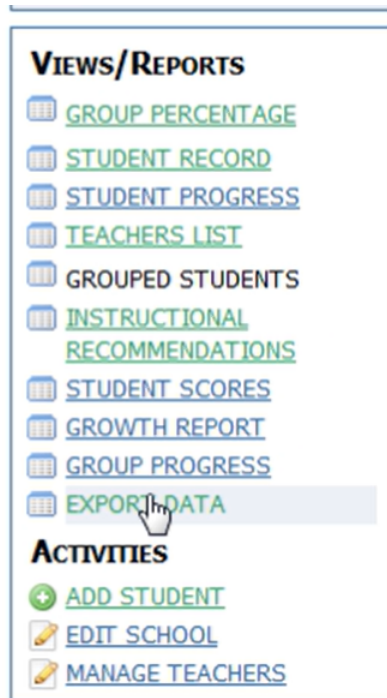 VIEWS/REPORTS
GROUP PERCENTAGE
STUDENT RECORD
STUDENT PROGRESS
TEACHERS LIST
GROUPED STUDENTS
INSTRUCTIONAL
RECOMMENDATIONS
STUDENT SCORES
GROWTH REPORT
GROUP PROGRESS
EXPORT DATA
ACTIVITIES
ADD STUDENT
EDIT SCHOOL
MANAGE TEACHERS